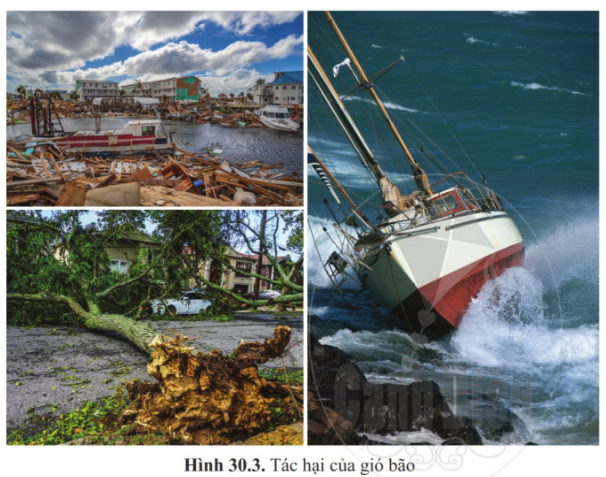 Hình 30.3. Tác hại của gió bão